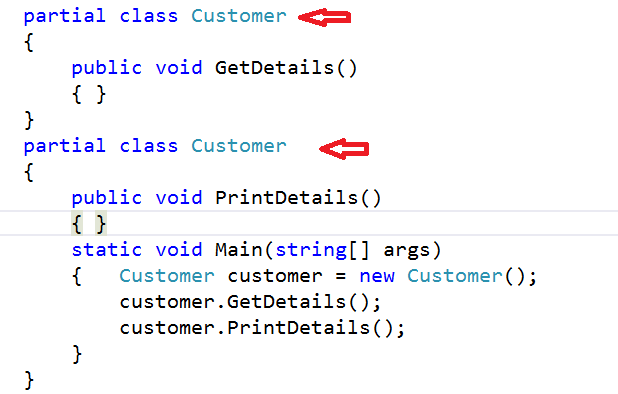 partial class Customer
{
    public void GetDetails()
    { }
}
partial class Customer
{
    public void PrintDetails()
    { }
    static void Main(string[] args)
    {   Customer customer = new Customer();
        customer.GetDetails();
        customer.PrintDetails();
    }
}